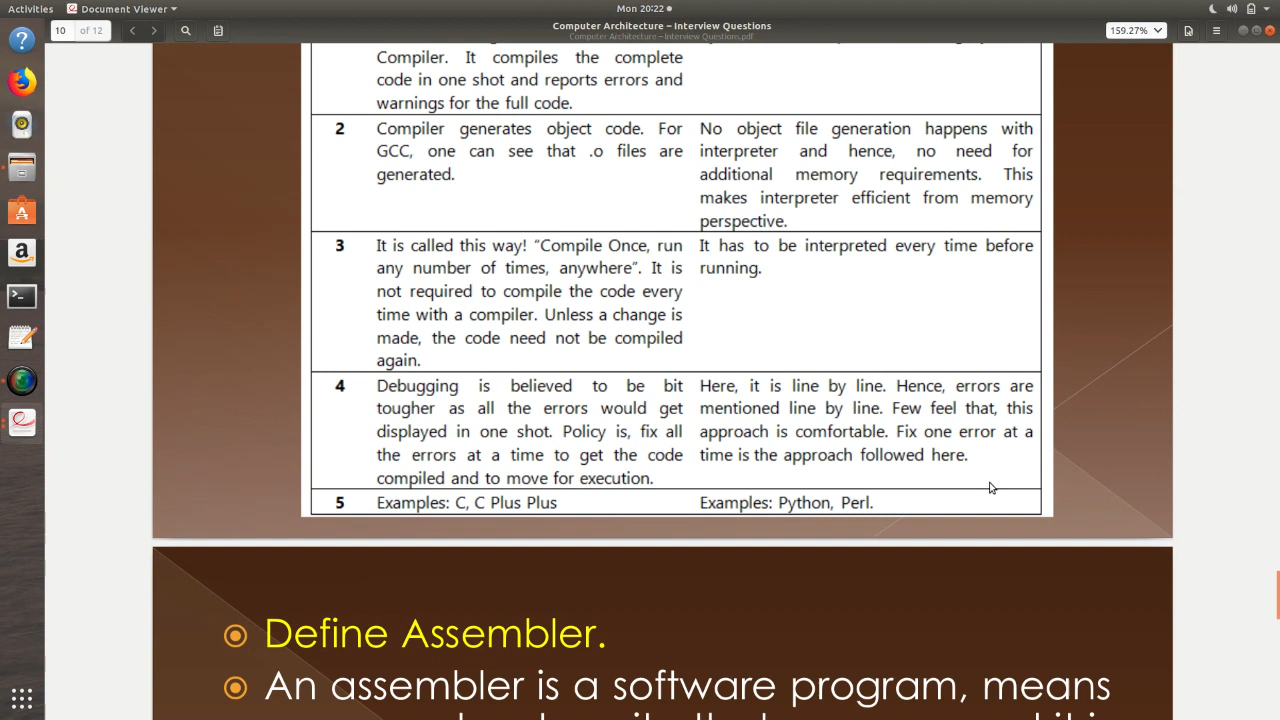 Activities
Document Viewer
Mon 20:22
10
of 12
Computer Architecture – Interview Questions
Computer Architecture – Interview Questions.pdf
159.27%
Compiler. It compiles the complete
code in one shot and reports errors and
warnings for the full code.
2
Compiler generates object code. For
GCC, one can see that .o files are
generated.
No object file generation happens with
interpreter and hence, no need for
additional memory requirements. This
makes interpreter efficient from memory
perspective.
3
It is called this way! “Compile Once, run
any number of times, anywhere”. It is
not required to compile the code every
time with a compiler. Unless a change is
made, the code need not be compiled
again.
It has to be interpreted every time before
running.
4
Debugging is believed to be bit
tougher as all the errors would get
displayed in one shot. Policy is, fix all
the errors at a time to get the code
compiled and to move for execution.
Here, it is line by line. Hence, errors are
mentioned line by line. Few feel that, this
approach is comfortable. Fix one error at a
time is the approach followed here.
5
Examples: C, C Plus Plus
Examples: Python, Perl.
Define Assembler.
An assembler is a software program, means